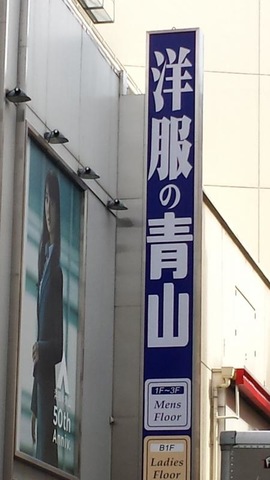 洋服の青山
1F~3F
Mens
Floor
B1F
Ladies
Floor
50th